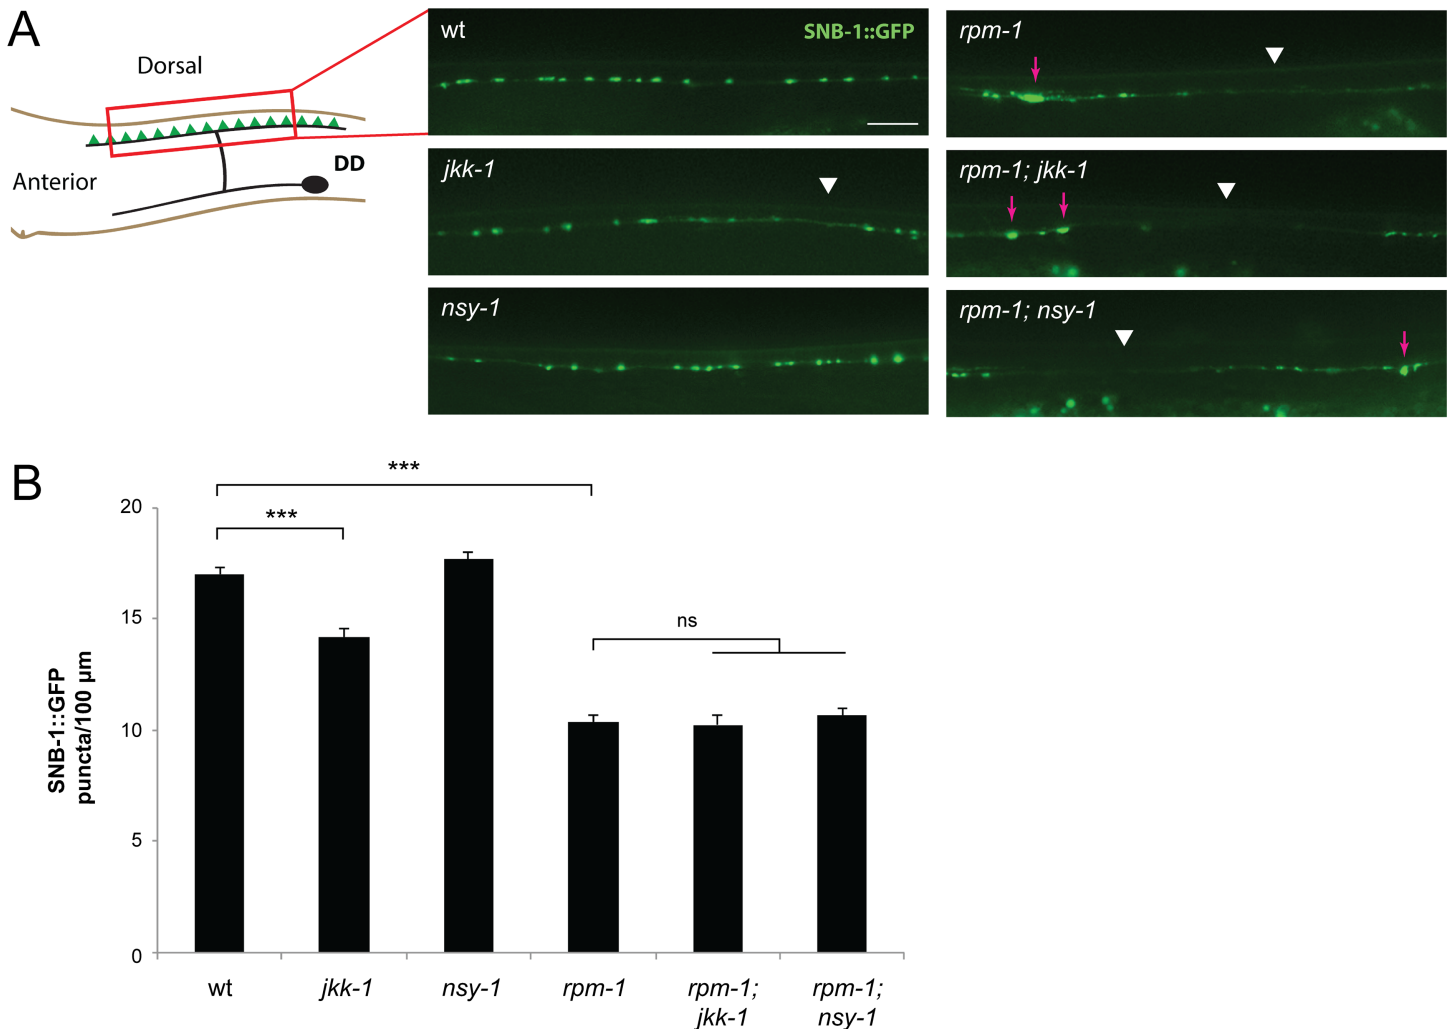 A
Dorsal
Anterior
DD
wt
SNB-1::GFP
jkk-1
nsy-1
rpm-1
rpm-1; jkk-1
rpm-1; nsy-1
B
***
***
ns
20
15
10
5
0
SNB-1::GFP
puncta/100 µm
wt
jkk-1
nsy-1
rpm-1
rpm-1;
jkk-1
rpm-1;
nsy-1